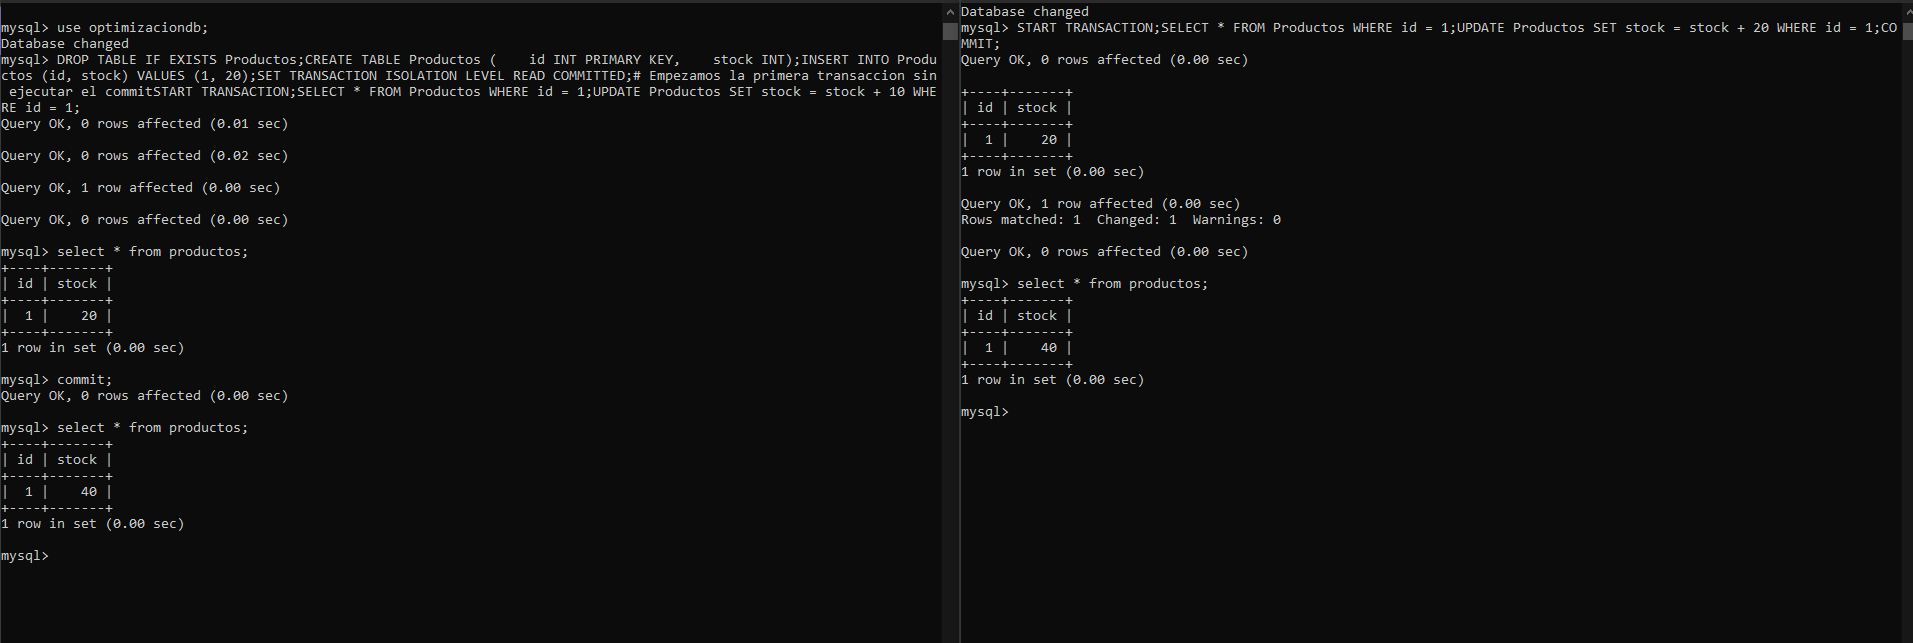 mysql> use optimizaciondb;
Database changed
mysql> DROP TABLE IF EXISTS Productos;CREATE TABLE Productos (    id INT PRIMARY KEY,    stock INT);INSERT INTO Produ
ctos (id, stock) VALUES (1, 20);SET TRANSACTION ISOLATION LEVEL READ COMMITTED;# Empezamos la primera transaccion sin
 ejecutar el commitSTART TRANSACTION;SELECT * FROM Productos WHERE id = 1;UPDATE Productos SET stock = stock + 10 WHE
RE id = 1;
Query OK, 0 rows affected (0.01 sec)

Query OK, 0 rows affected (0.02 sec)

Query OK, 1 row affected (0.00 sec)

Query OK, 0 rows affected (0.00 sec)

mysql> select * from productos;
+----+-------+
| id | stock |
+----+-------+
|  1 |    20 |
+----+-------+
1 row in set (0.00 sec)

mysql> commit;
Query OK, 0 rows affected (0.00 sec)

mysql> select * from productos;
+----+-------+
| id | stock |
+----+-------+
|  1 |    40 |
+----+-------+
1 row in set (0.00 sec)

mysql>
Database changed
mysql> START TRANSACTION;SELECT * FROM Productos WHERE id = 1;UPDATE Productos SET stock = stock + 20 WHERE id = 1;CO
MMIT;
Query OK, 0 rows affected (0.00 sec)

+----+-------+
| id | stock |
+----+-------+
|  1 |    20 |
+----+-------+
1 row in set (0.00 sec)

Query OK, 1 row affected (0.00 sec)
Rows matched: 1  Changed: 1  Warnings: 0

Query OK, 0 rows affected (0.00 sec)

mysql> select * from productos;
+----+-------+
| id | stock |
+----+-------+
|  1 |    40 |
+----+-------+
1 row in set (0.00 sec)

mysql>